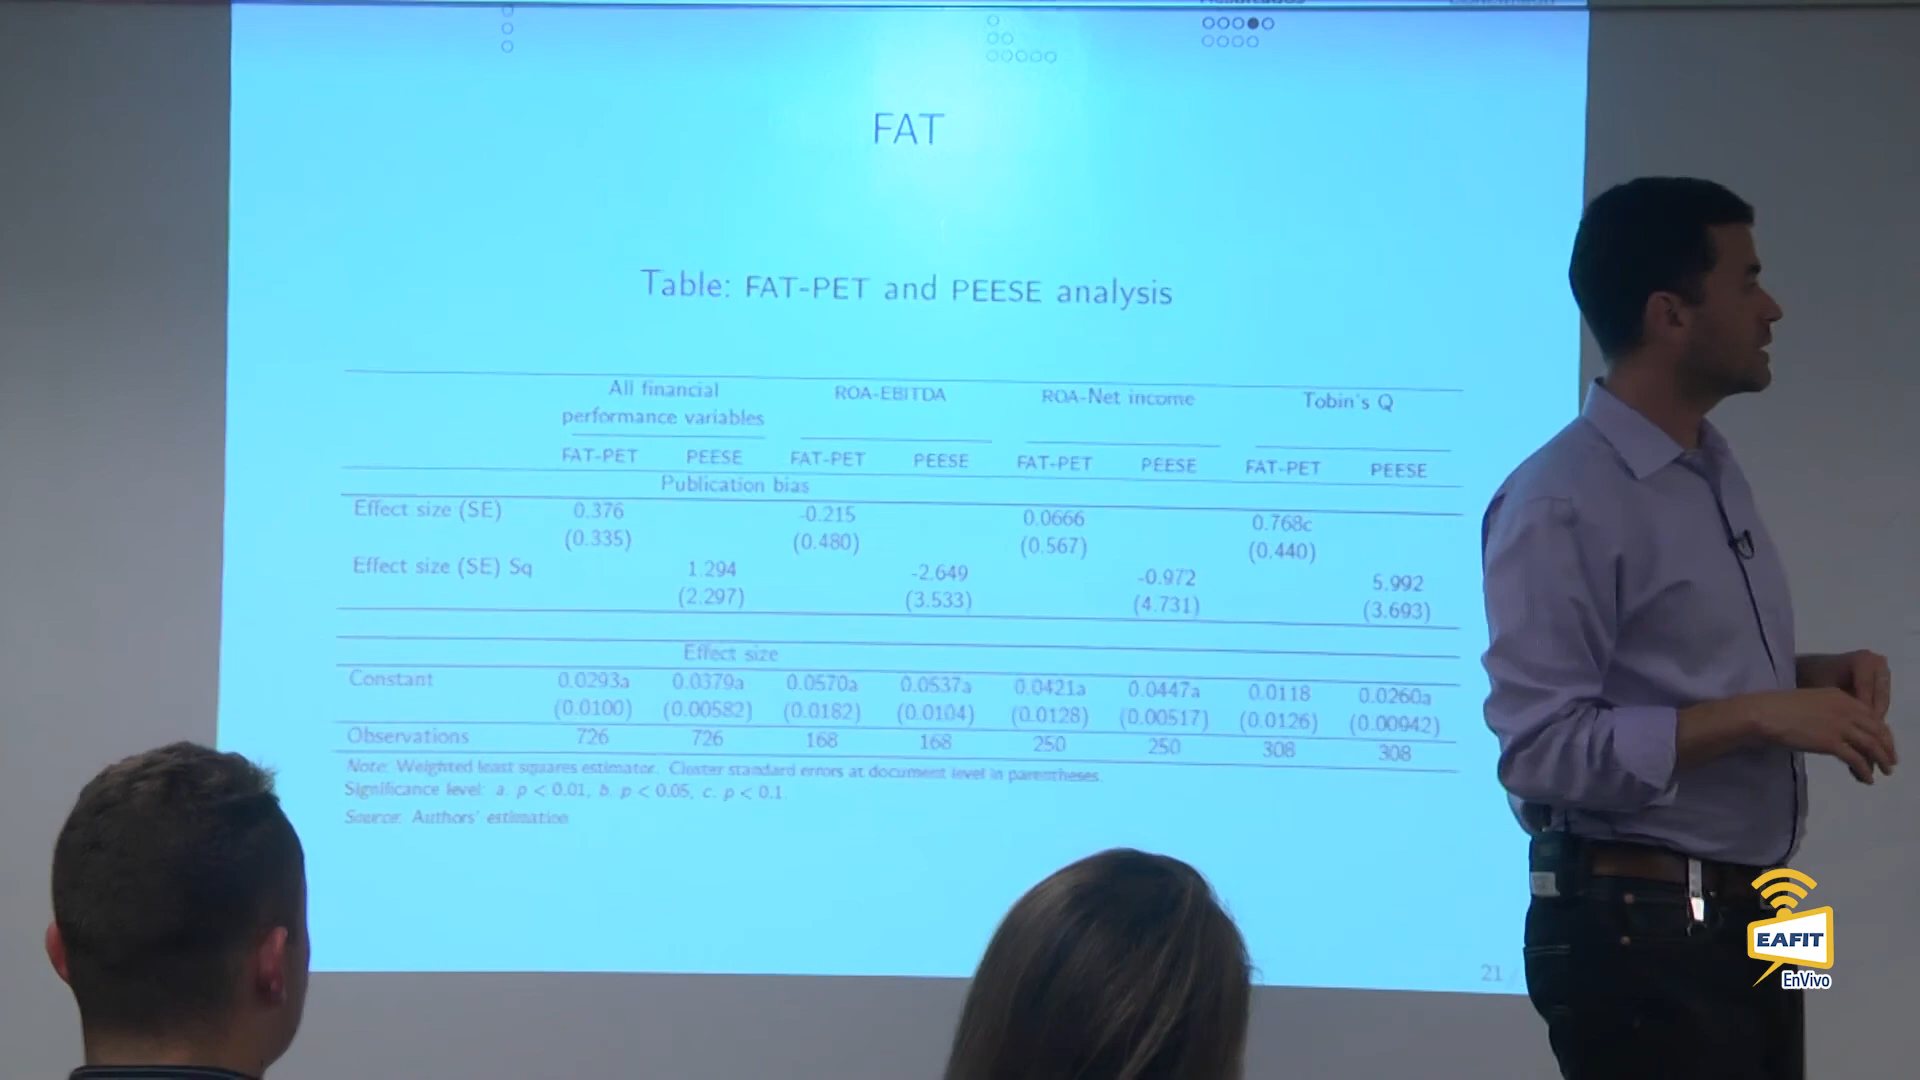 FAT
Table: FAT-PET and PEESE analysis
All financial performance variables ROA-EBITDA ROA-Net income Tobin's Q
FAT-PET PEESE FAT-PET PEESE FAT-PET PEESE FAT-PET PEESE
Publication bias
Effect size (SE) 0.376 -0.215 0.0666 0.768c
(0.335) (0.480) (0.567) (0.440)
Effect size (SE) Sq 1.294 -2.649 -0.972 5.992
(2.297) (3.533) (4.731) (3.693)
Effect size
Constant 0.0293a 0.0379a 0.0570a 0.0537a 0.0421a 0.0447a 0.0118 0.0260a
(0.0100) (0.00582) (0.0182) (0.0104) (0.0128) (0.00517) (0.0126) (0.00942)
Observations 726 726 168 168 250 250 308 308
Note: Weighted least squares estimator. Cluster standard errors at document level in parentheses.
Significance level: a. p < 0.01, b. p < 0.05, c. p < 0.1.
Source: Authors' estimation
21
EAFIT
EnVivo